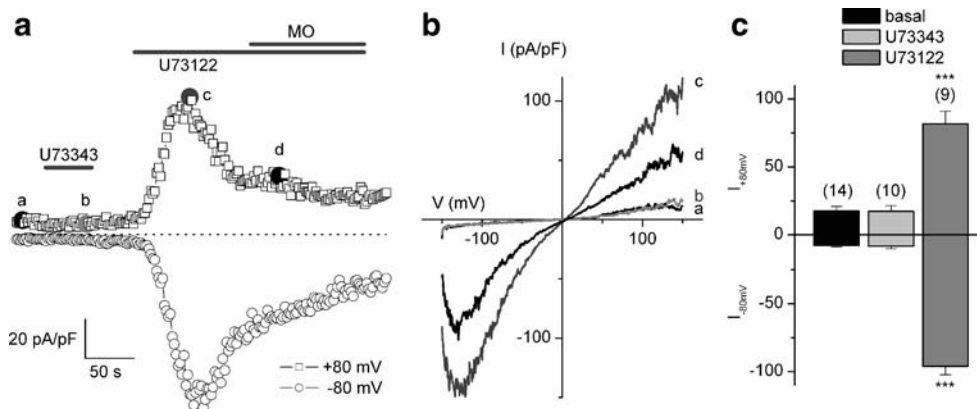 a
MO
U73122
c
U73343
d
a
b
20 pA/pF
50 s
+80 mV
-80 mV
b
I (pA/pF)
c
100
d
V (mV)
b
a
-100
100
-100
c
basal
U73343
U73122
***
(9)
100
(14)
(10)
50
I+80mV
0
I-80mV
-50
-100
***